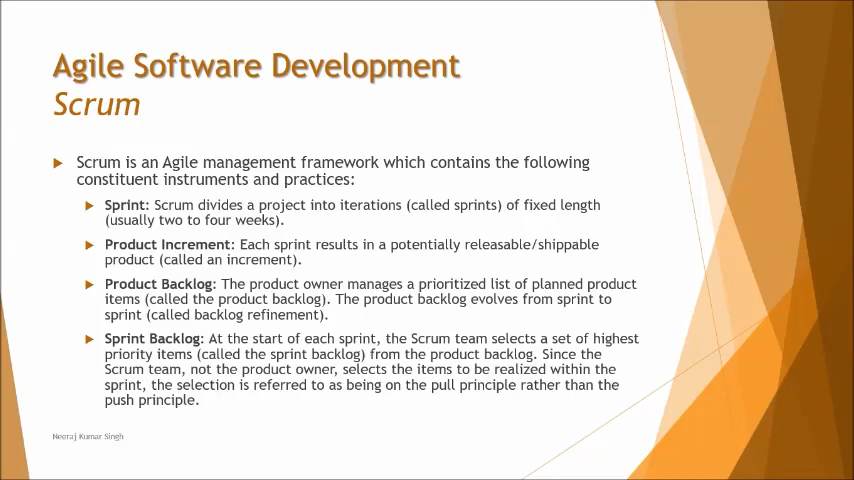 Agile Software Development
Scrum
Scrum is an Agile management framework which contains the following
constituent instruments and practices:
Sprint: Scrum divides a project into iterations (called sprints) of fixed length
(usually two to four weeks).
Product Increment: Each sprint results in a potentially releasable/shippable
product (called an increment).
Product Backlog: The product owner manages a prioritized list of planned product
items (called the product backlog). The product backlog evolves from sprint to
sprint (called backlog refinement).
Sprint Backlog: At the start of each sprint, the Scrum team selects a set of highest
priority items (called the sprint backlog) from the product backlog. Since the
Scrum team, not the product owner, selects the items to be realized within the
sprint, the selection is referred to as being on the pull principle rather than the
push principle.
Neeraj Kumar Singh